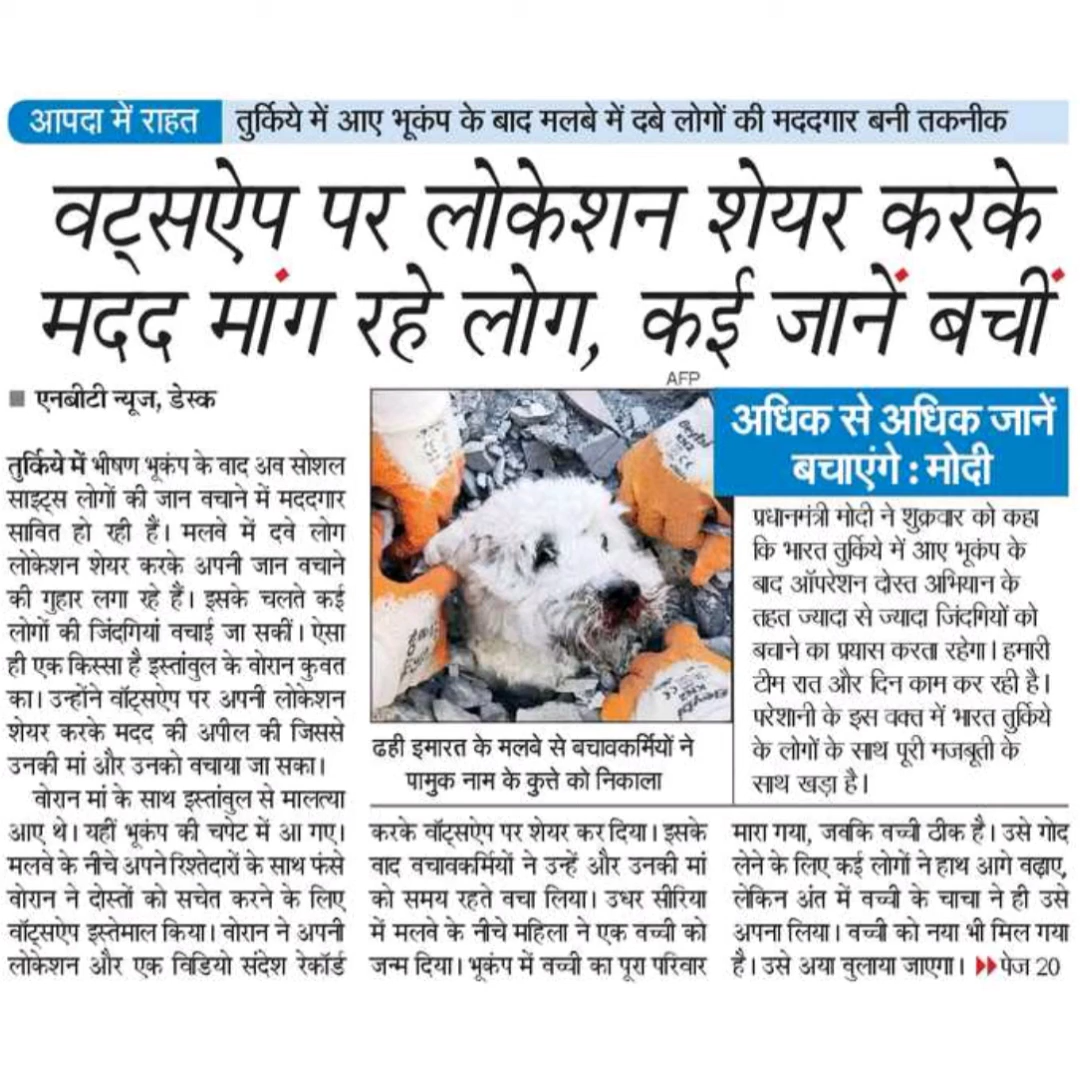 आपदा में राहत
तुर्किये में आए भूकंप के बाद मलबे में दबे लोगों की मददगार बनी तकनीक
वट्सऐप पर लोकेशन शेयर करके
मदद मांग रहे लोग, कई जानें बचीं
एनबीटी न्यूज, डेस्क
तुर्किये में भीषण भूकंप के बाद अब सोशल
साइट्स लोगों की जान बचाने में मददगार
साबित हो रही हैं। मलबे में दबे लोग
लोकेशन शेयर करके अपनी जान बचाने
की गुहार लगा रहे हैं। इसके चलते कई
लोगों की जिंदगियां बचाई जा सकीं। ऐसा
ही एक किस्सा है इस्तांबुल के बोरान कुबत
का। उन्होंने वॉट्सऐप पर अपनी लोकेशन
शेयर करके मदद की अपील की जिससे
उनकी मां और उनको बचाया जा सका।
बोरान मां के साथ इस्तांबुल से मालत्या
आए थे। यहीं भूकंप की चपेट में आ गए।
मलबे के नीचे अपने रिश्तेदारों के साथ फंसे
बोरान ने दोस्तों को सचेत करने के लिए
वॉट्सऐप इस्तेमाल किया। बोरान ने अपनी
लोकेशन और एक विडियो संदेश रेकॉर्ड
AFP
ढही इमारत के मलबे से बचावकर्मियों ने
पामुक नाम के कुत्ते को निकाला
करके वॉट्सऐप पर शेयर कर दिया। इसके
बाद बचावकर्मियों ने उन्हें और उनकी मां
को समय रहते बचा लिया। उधर सीरिया
में मलबे के नीचे महिला ने एक बच्ची को
जन्म दिया। भूकंप में बच्ची का पूरा परिवार
अधिक से अधिक जानें
बचाएंगे : मोदी
प्रधानमंत्री मोदी ने शुक्रवार को कहा
कि भारत तुर्किये में आए भूकंप के
बाद ऑपरेशन दोस्त अभियान के
तहत ज्यादा से ज्यादा जिंदगियों को
बचाने का प्रयास करता रहेगा। हमारी
टीम रात और दिन काम कर रही है।
परेशानी के इस वक्त में भारत तुर्किये
के लोगों के साथ पूरी मजबूती के
साथ खड़ा है।
मारा गया, जबकि बच्ची ठीक है। उसे गोद
लेने के लिए कई लोगों ने हाथ आगे बढ़ाए,
लेकिन अंत में बच्ची के चाचा ने ही उसे
अपना लिया। बच्ची को नया भी मिल गया
है। उसे अया बुलाया जाएगा। पेज 20